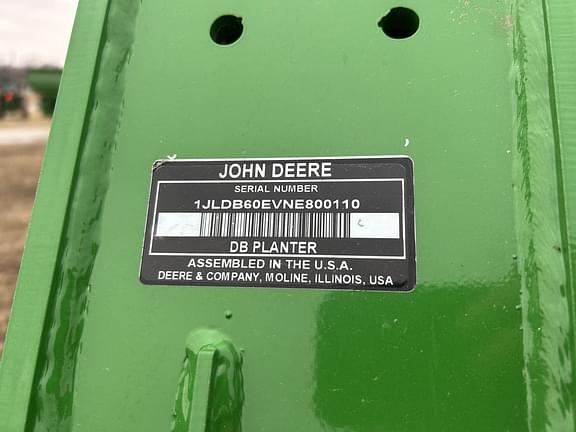 JOHN DEERE
SERIAL NUMBER
1JLDB60EVNE800110
DB PLANTER
ASSEMBLED IN THE U.S.A.
DEERE & COMPANY, MOLINE, ILLINOIS, USA